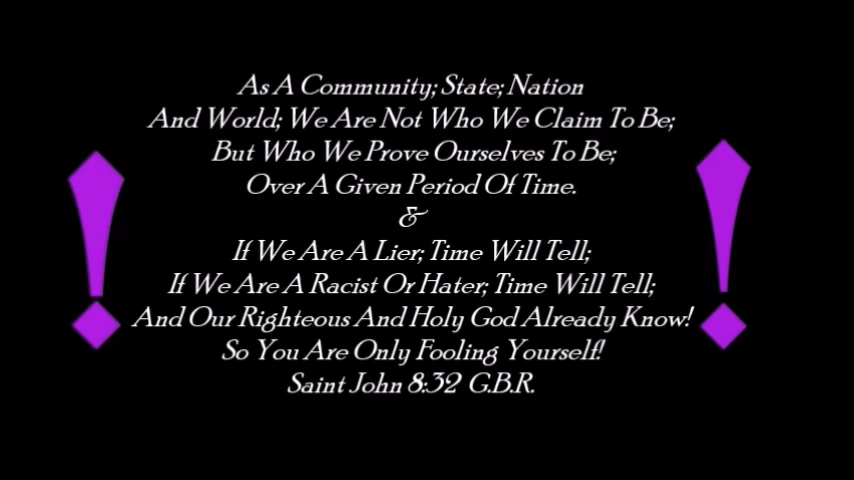 As A Community; State; Nation
And World; We Are Not Who We Claim To Be;
But Who We Prove Ourselves To Be;
Over A Given Period Of Time.
&
If We Are A Lier; Time Will Tell;
If We Are A Racist Or Hater; Time Will Tell;
And Our Righteous And Holy God Already Know!
So You Are Only Fooling Yourself!
Saint John 8:32 G.B.R.